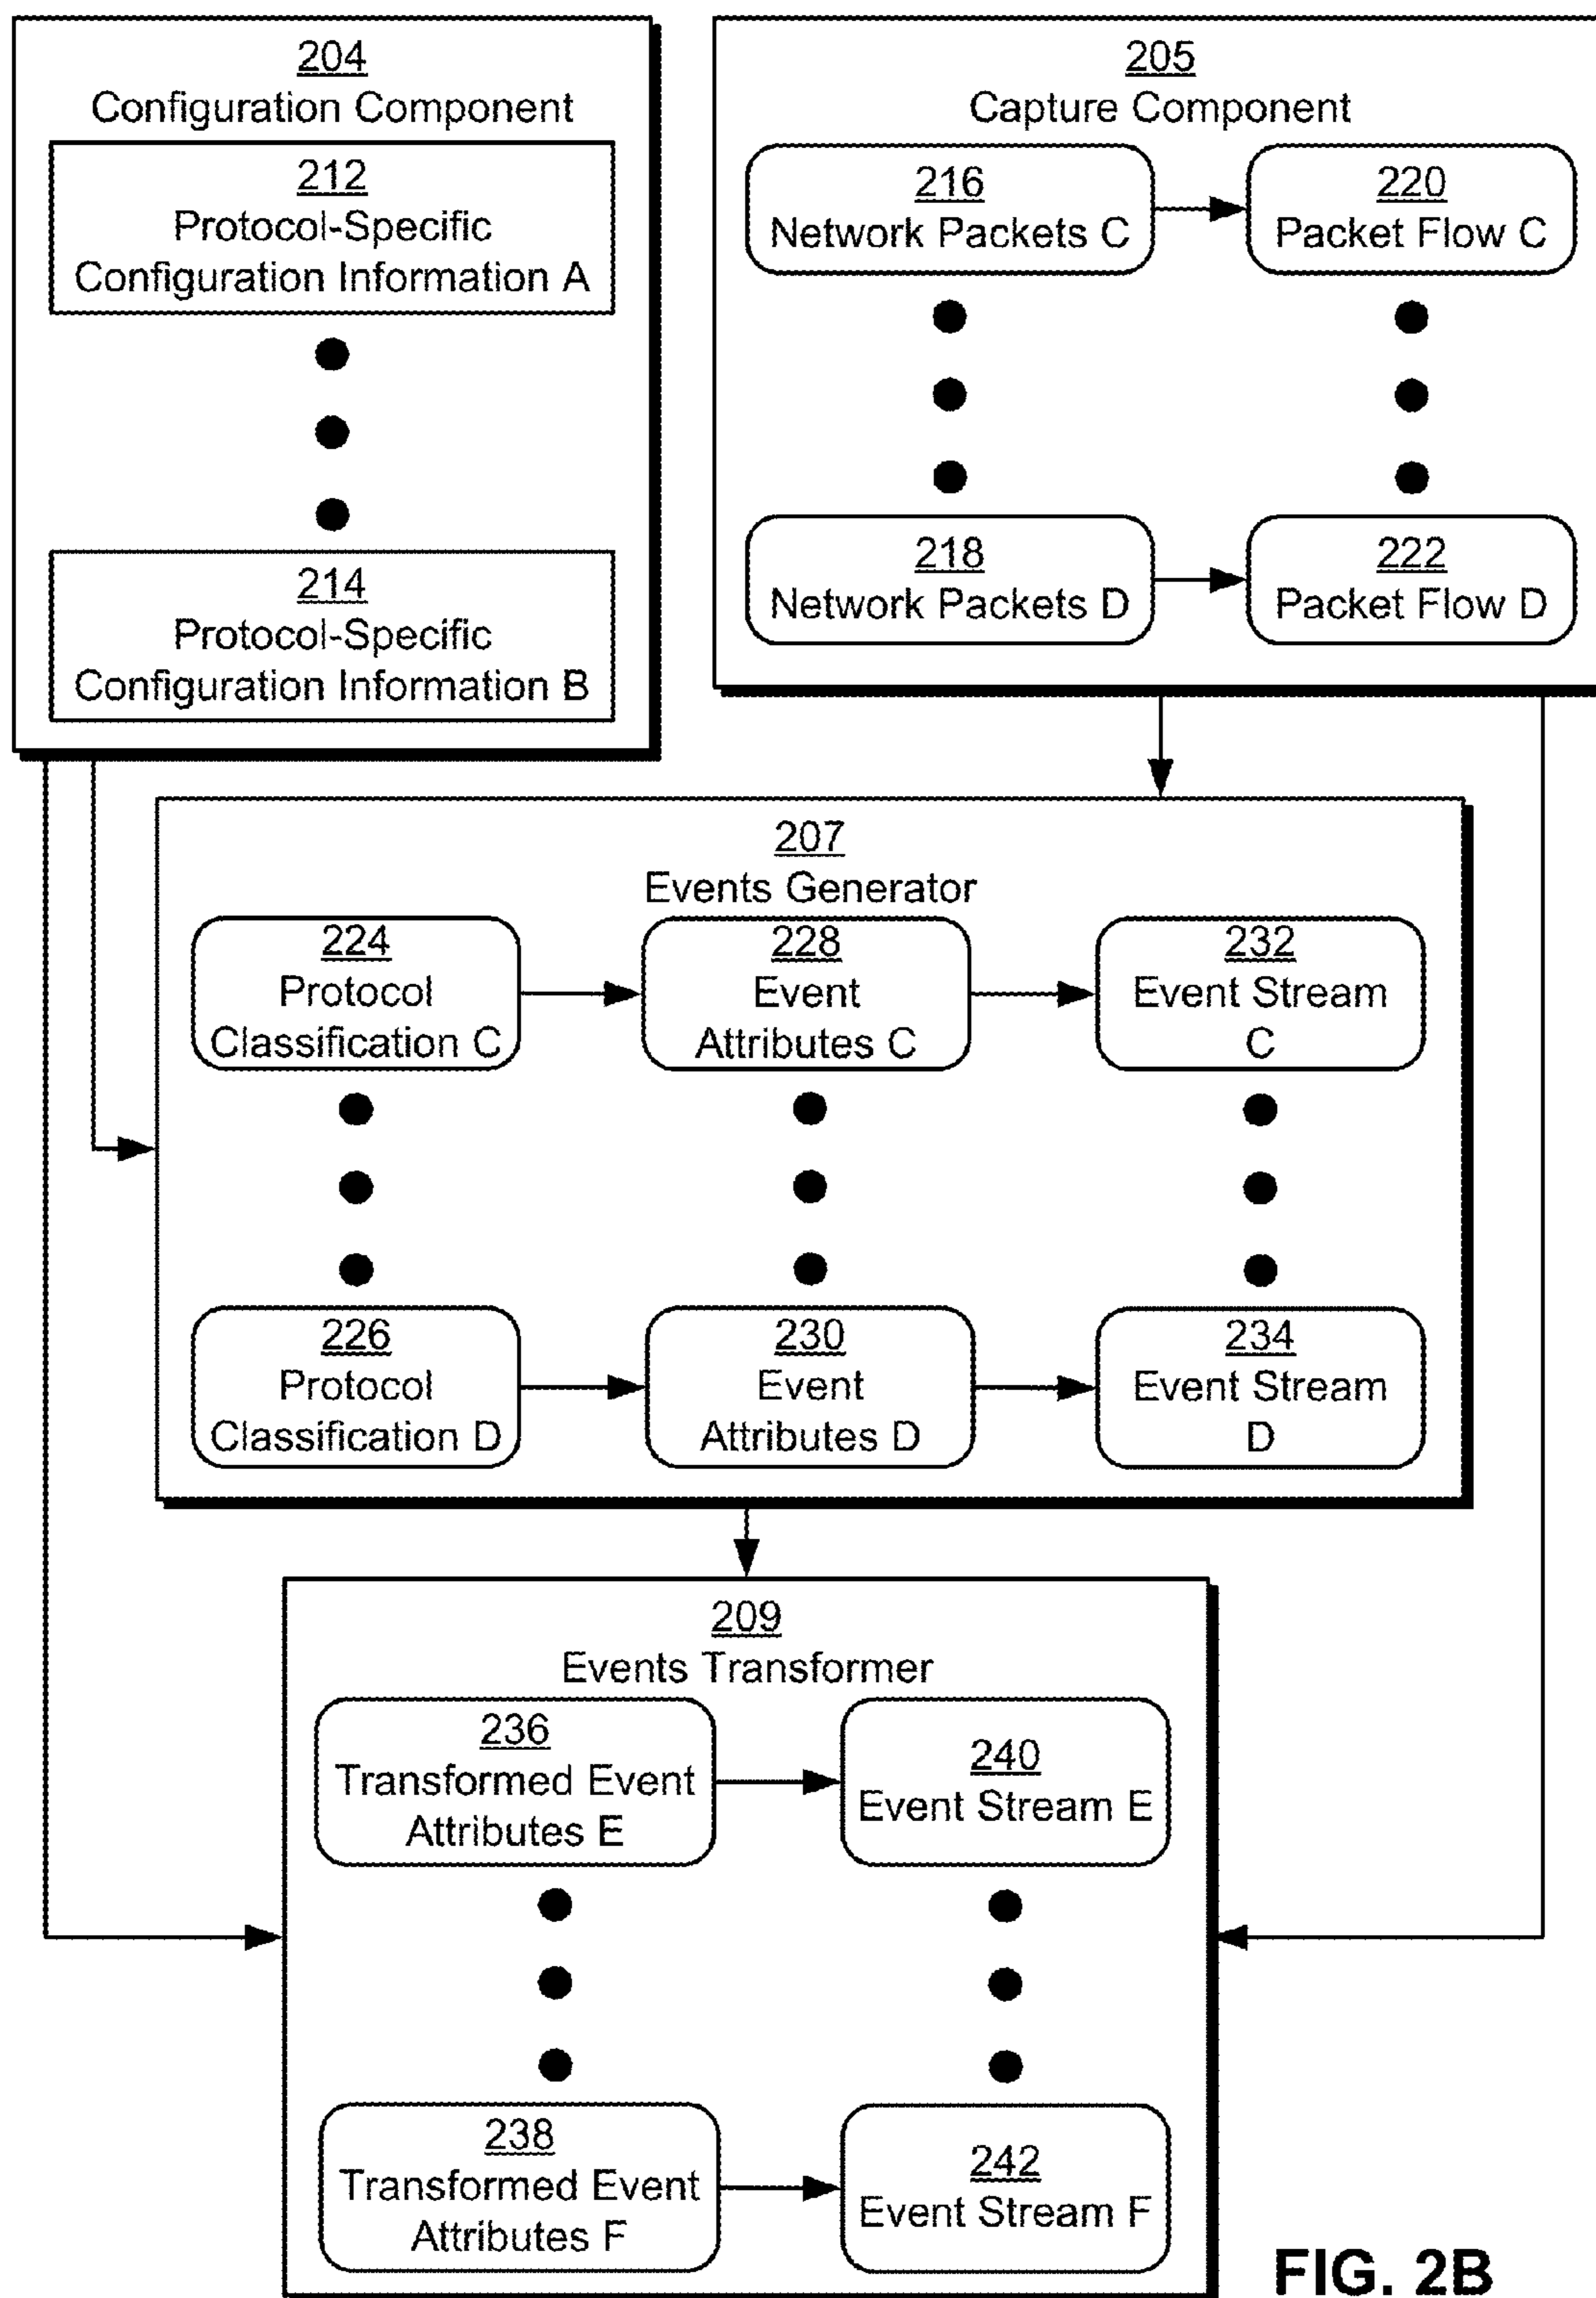 204
Configuration Component
212
Protocol-Specific
Configuration Information A
214
Protocol-Specific
Configuration Information B
205
Capture Component
216
Network Packets C
220
Packet Flow C
218
Network Packets D
222
Packet Flow D
207
Events Generator
224
Protocol
Classification C
228
Event
Attributes C
232
Event Stream
C
226
Protocol
Classification D
230
Event
Attributes D
234
Event Stream
D
209
Events Transformer
236
Transformed Event
Attributes E
240
Event Stream E
238
Transformed Event
Attributes F
242
Event Stream F
FIG. 2B